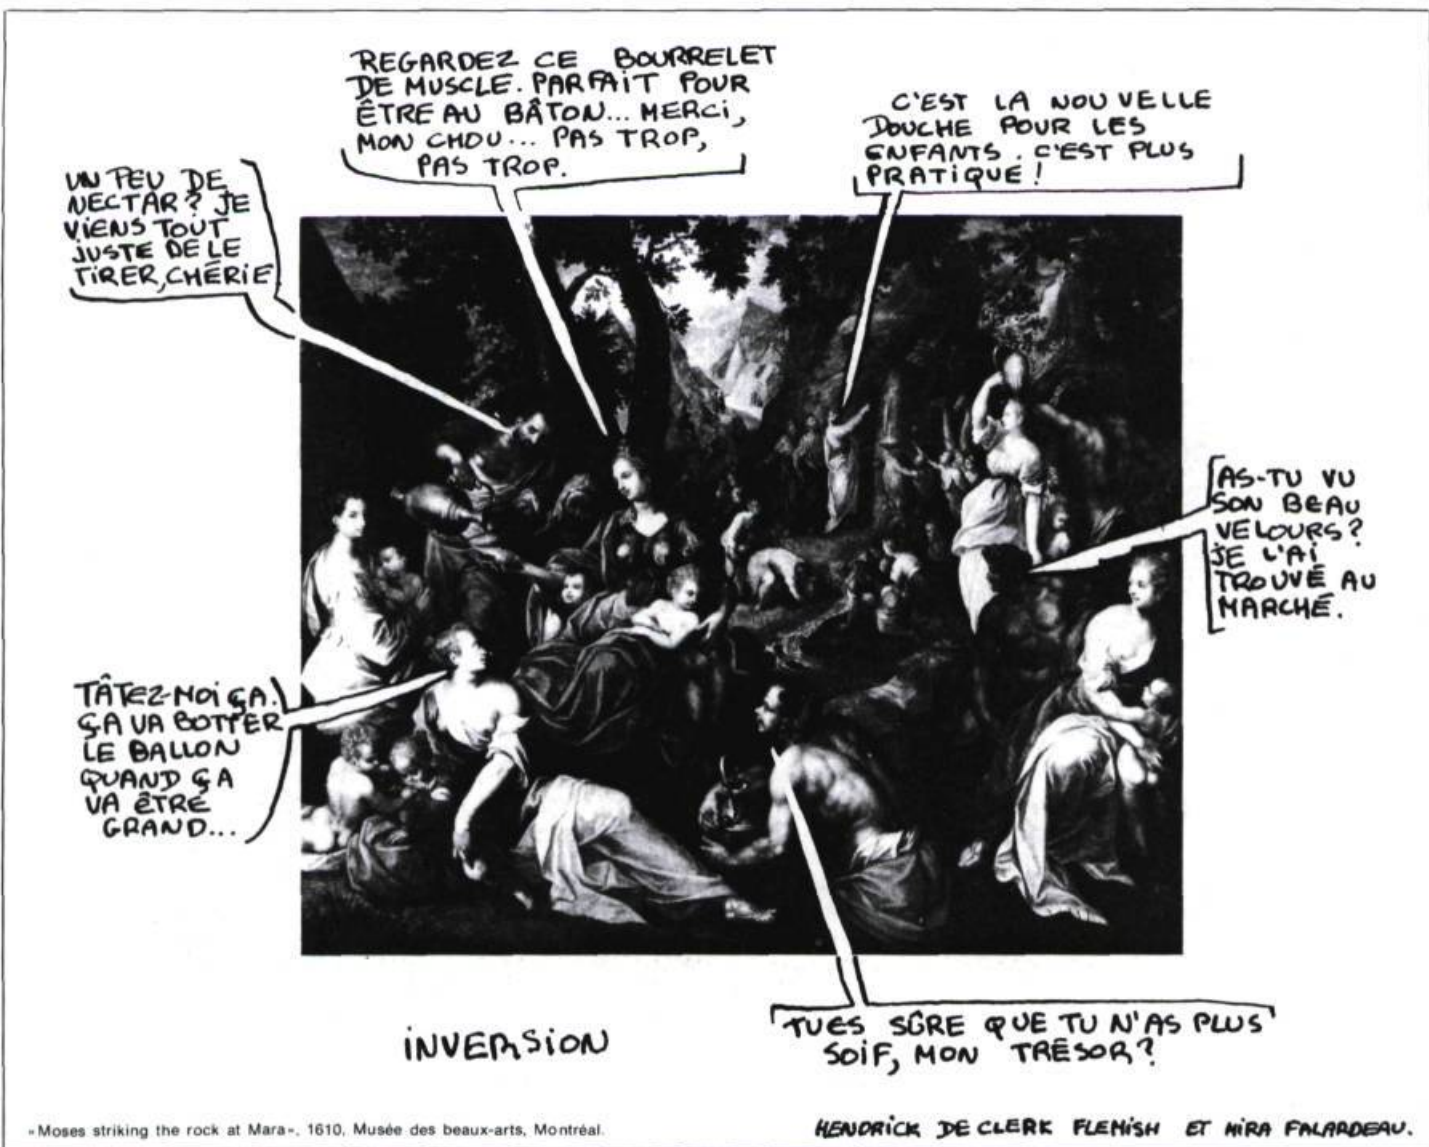 REGARDEZ CE BOURRELET
DE MUSCLE. PARFAIT POUR
ÊTRE AU BÂTON... MERCI,
MON CHOU... PAS TROP,
PAS TROP.
C'EST LA NOUVELLE
DOUCHE POUR LES
ENFANTS. C'EST PLUS
PRATIQUE!
UN PEU DE
NECTAR? JE
VIENS TOUT
JUSTE DE LE
TIRER, CHÉRIE
AS-TU VU
SON BEAU
VELOURS?
JE L'AI
TROUVÉ AU
MARCHÉ.
TÂTEZ-MOI ÇA.
ÇA VA BOTTER
LE BALLON
QUAND ÇA
VA ÊTRE
GRAND...
TU ES SÛRE QUE TU N'AS PLUS
SOIF, MON TRÉSOR?
INVERSION
«Moses striking the rock at Mara», 1610, Musée des beaux-arts, Montréal.
HENDRICK DE CLERK FLEMISH ET MIRA FALARDEAU.